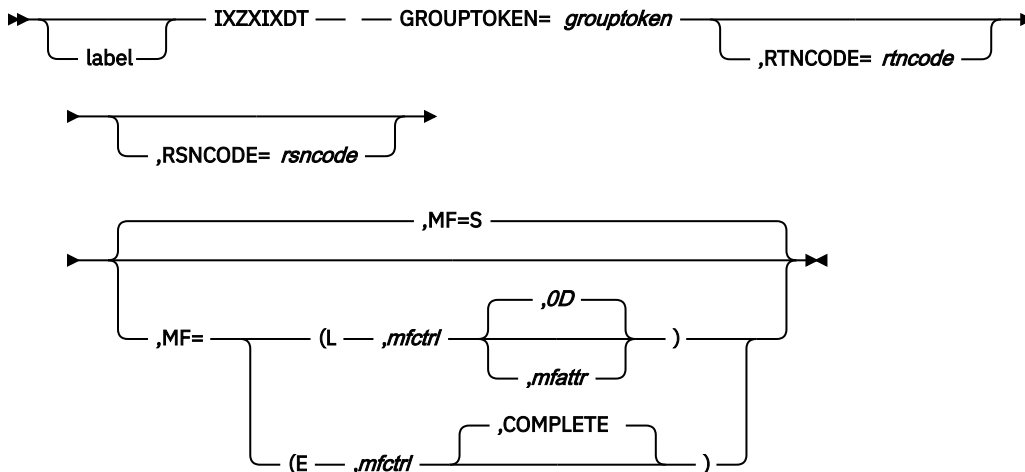 IXZXIXDT GROUPTOKEN= grouptoken
label ,RTNCODE= rtncode
,RSNCODE= rsncode
,MF=S
,0D
,MF= (L ,mfctrl )
,mfattr
,COMPLETE
(E ,mfctrl )